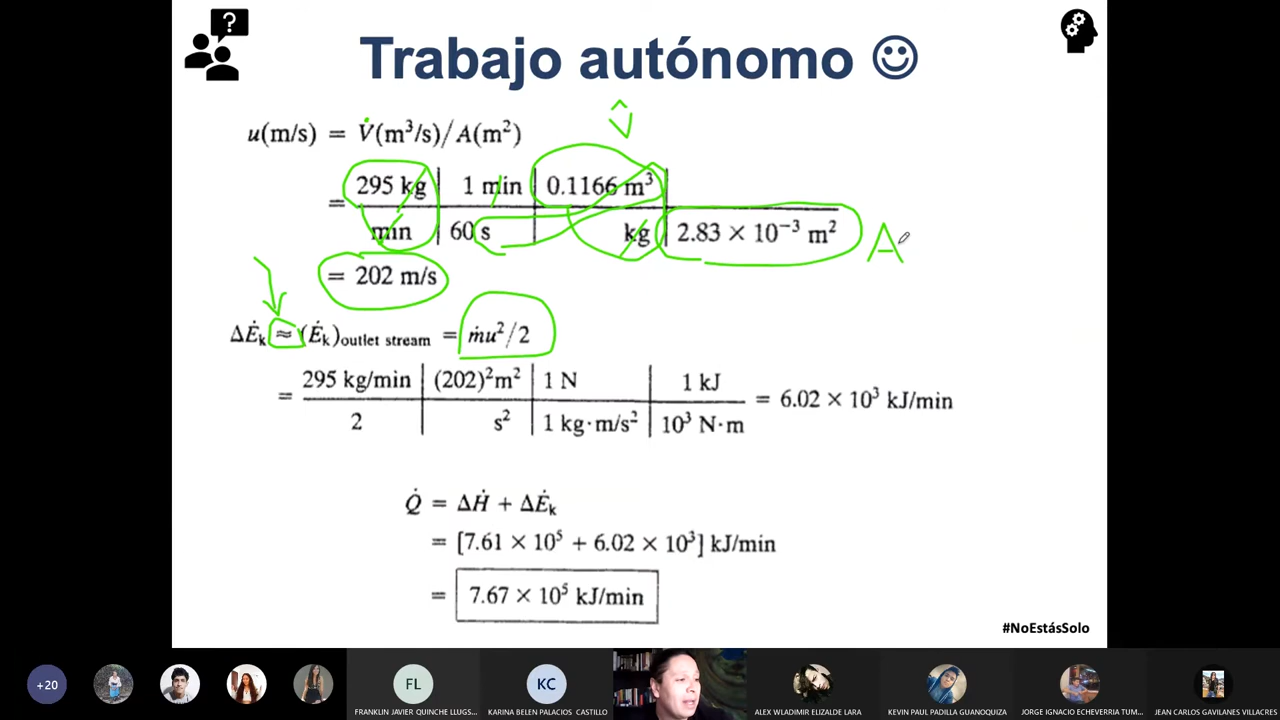 ?
Trabajo autónomo ☺
V̂
u(m/s) = V̇(m³/s)/A(m²)
= 295 kg | 1 min | 0.1166 m³ |
min | 60 s | kg | 2.83 × 10⁻³ m² A
= 202 m/s
ΔĖₖ ≈ (Ėₖ)outlet stream = ṁu²/2
= 295 kg/min | (202)²m² | 1 N | 1 kJ = 6.02 × 10³ kJ/min
2 | s² | 1 kg·m/s² | 10³ N·m
Q̇ = ΔḢ + ΔĖₖ
= [7.61 × 10⁵ + 6.02 × 10³] kJ/min
= 7.67 × 10⁵ kJ/min
#NoEstásSolo
+20
FL
KC
FRANKLIN JAVIER QUINCHE LLUGS...
KARINA BELEN PALACIOS CASTILLO
ALEX WLADIMIR ELIZALDE LARA
KEVIN PAUL PADILLA GUANOQUIZA
JORGE IGNACIO ECHEVERRIA TUM...
JEAN CARLOS GAVILANES VILLACRES